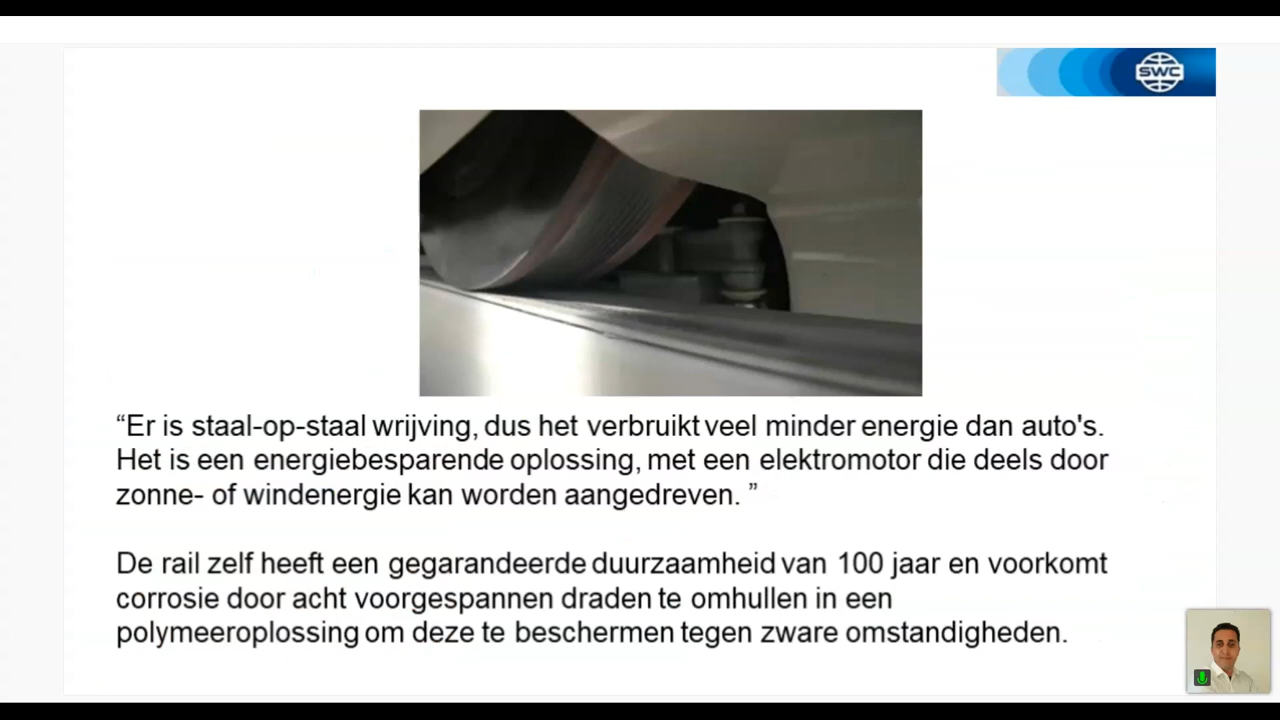 SWC
“Er is staal-op-staal wrijving, dus het verbruikt veel minder energie dan auto's.
Het is een energiebesparende oplossing, met een elektromotor die deels door
zonne- of windenergie kan worden aangedreven. ”
De rail zelf heeft een gegarandeerde duurzaamheid van 100 jaar en voorkomt
corrosie door acht voorgespannen draden te omhullen in een
polymeeroplossing om deze te beschermen tegen zware omstandigheden.